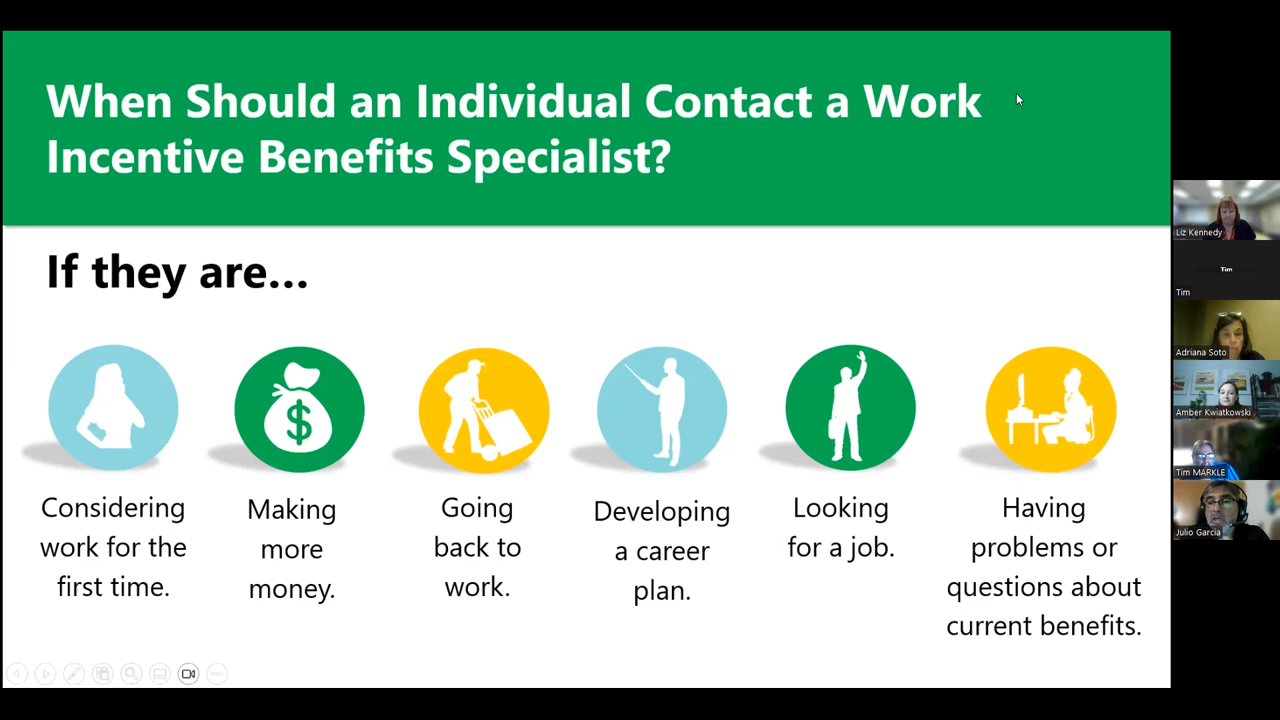 When Should an Individual Contact a Work
Incentive Benefits Specialist?
If they are...
Considering
work for the
first time.
Making
more
money.
Going
back to
work.
Developing
a career
plan.
Looking
for a job.
Having
problems or
questions about
current benefits.
Liz Kennedy
Tim
Tim
Adriana Soto
Amber Kwiatkowski
Tim MARKLE
Julio Garcia
$